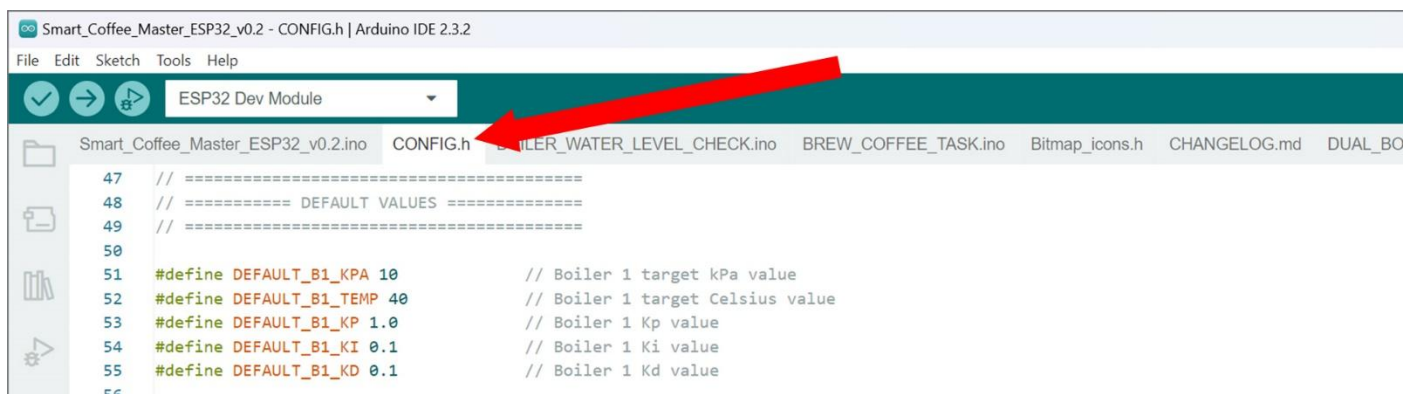 Smart_Coffee_Master_ESP32_v0.2 - CONFIG.h | Arduino IDE 2.3.2
File Edit Sketch Tools Help
ESP32 Dev Module
Smart_Coffee_Master_ESP32_v0.2.ino CONFIG.h LER_WATER_LEVEL_CHECK.ino BREW_COFFEE_TASK.ino Bitmap_icons.h CHANGELOG.md DUAL_BO
47 // =========================================
48 // =========== DEFAULT VALUES ==============
49 // =========================================
50
51 #define DEFAULT_B1_KPA 10 // Boiler 1 target kPa value
52 #define DEFAULT_B1_TEMP 40 // Boiler 1 target Celsius value
53 #define DEFAULT_B1_KP 1.0 // Boiler 1 Kp value
54 #define DEFAULT_B1_KI 0.1 // Boiler 1 Ki value
55 #define DEFAULT_B1_KD 0.1 // Boiler 1 Kd value